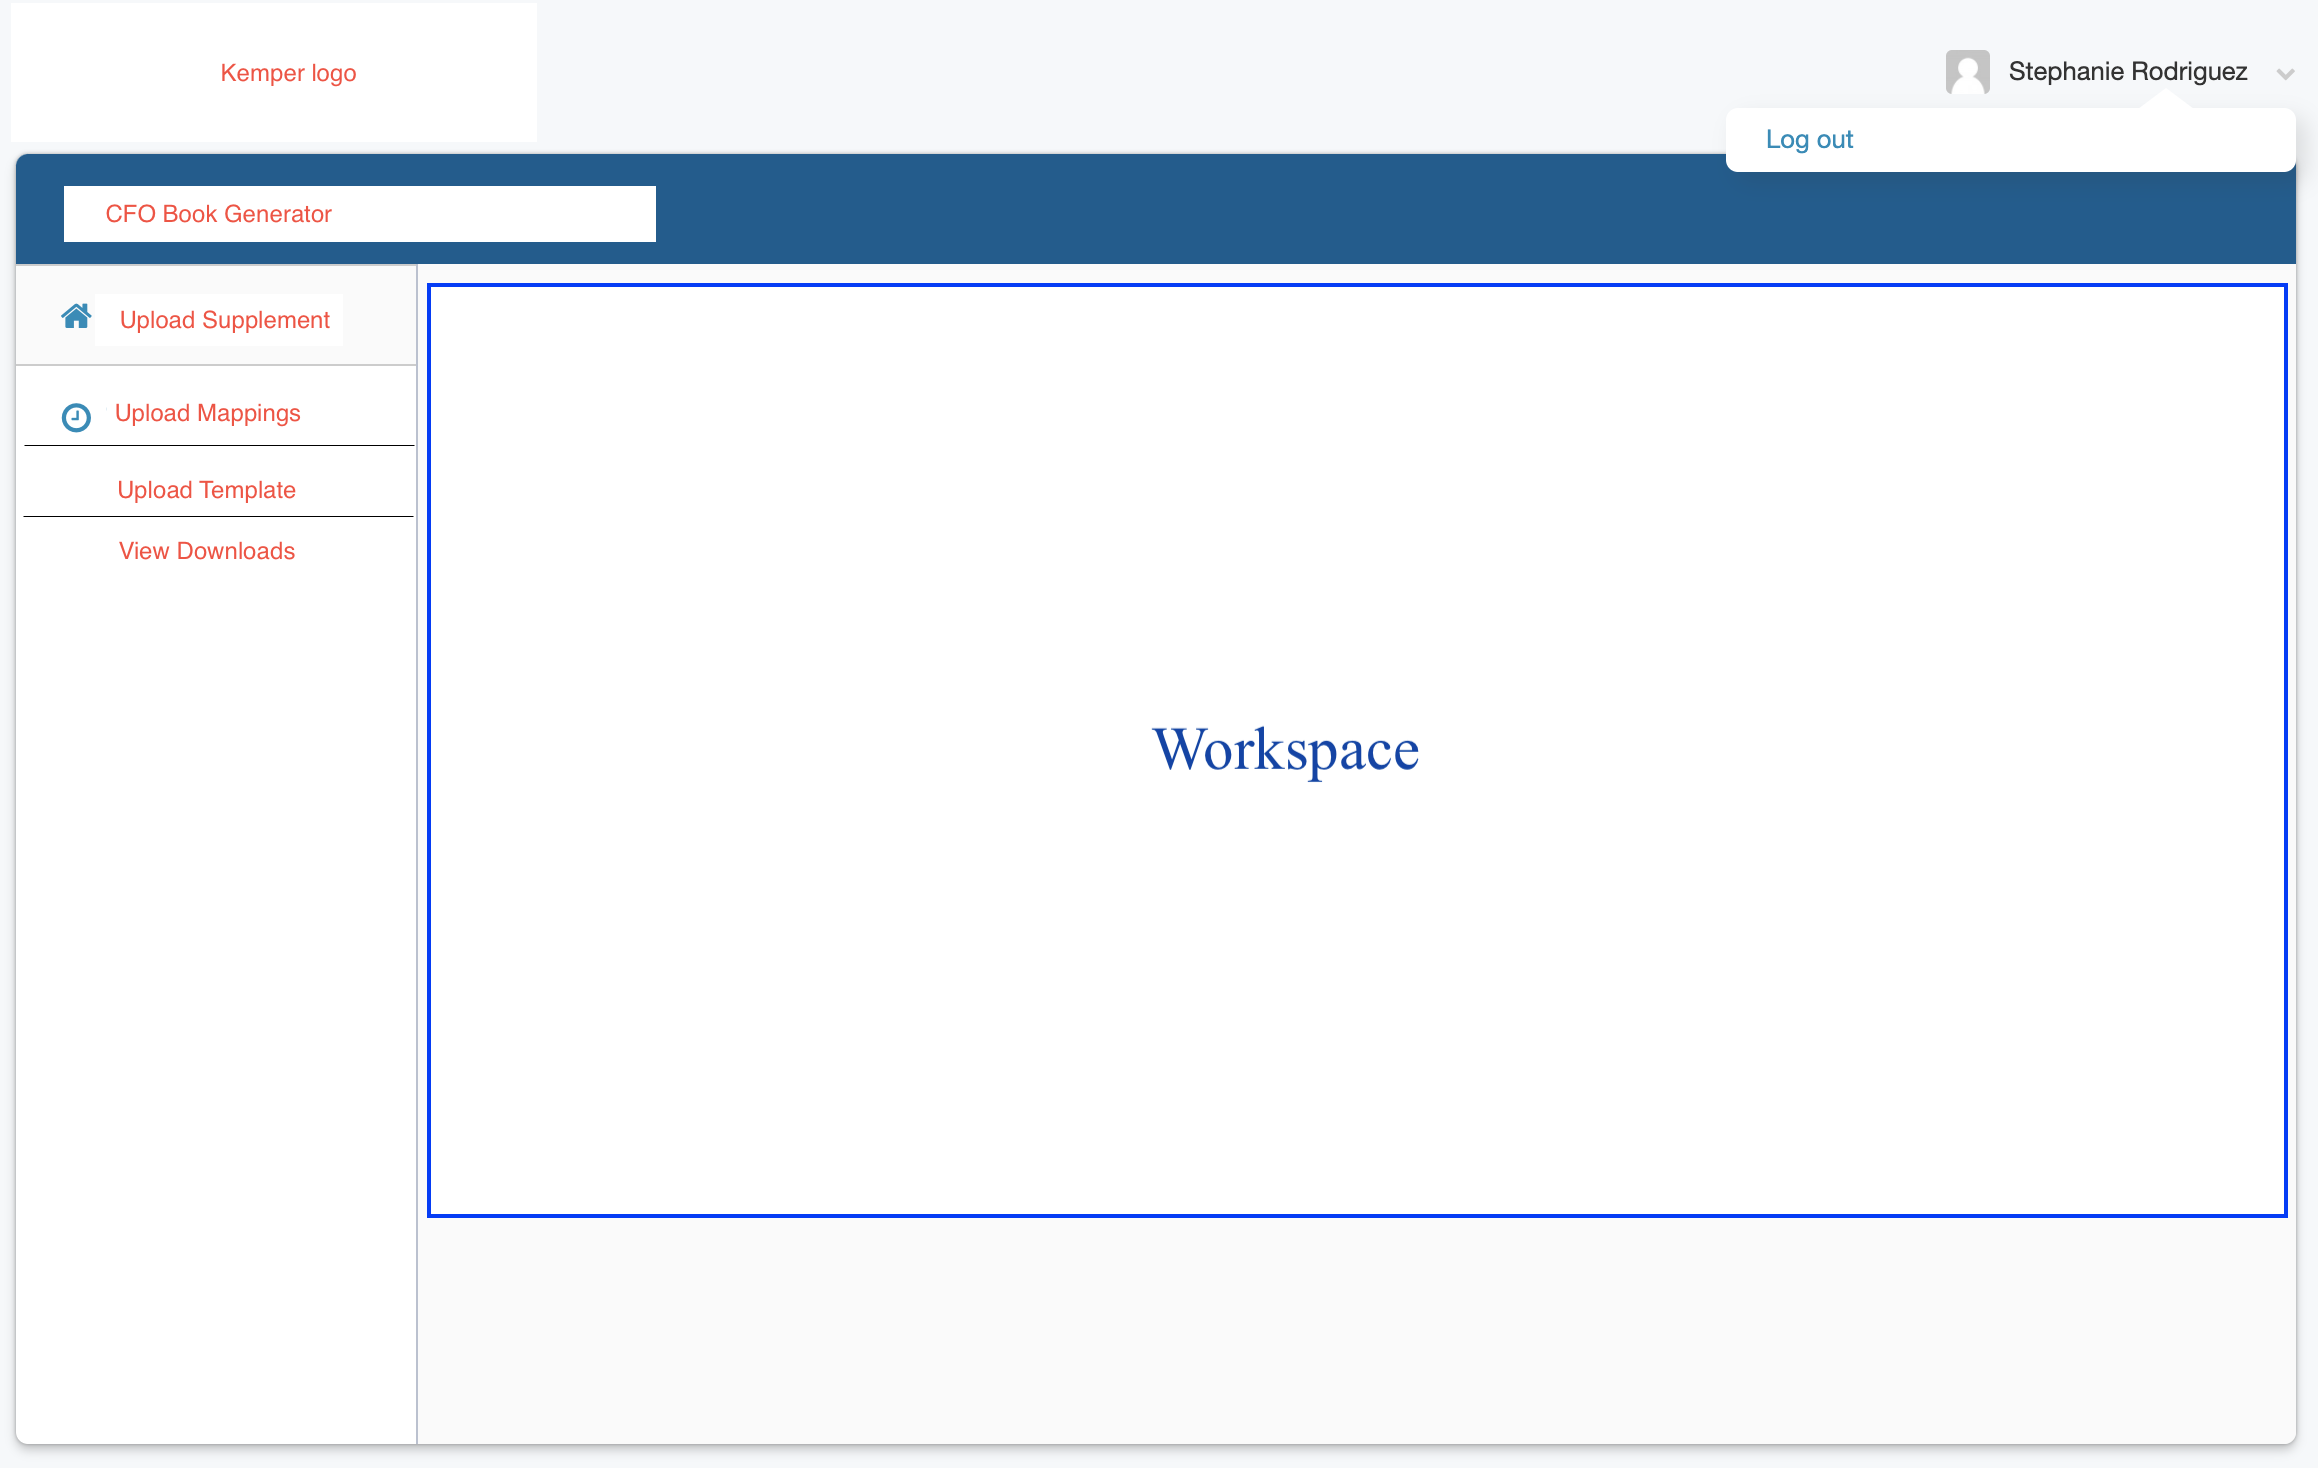 Kemper logo
Stephanie Rodriguez
Log out
CFO Book Generator
Upload Supplement
Upload Mappings
Upload Template
View Downloads
Workspace